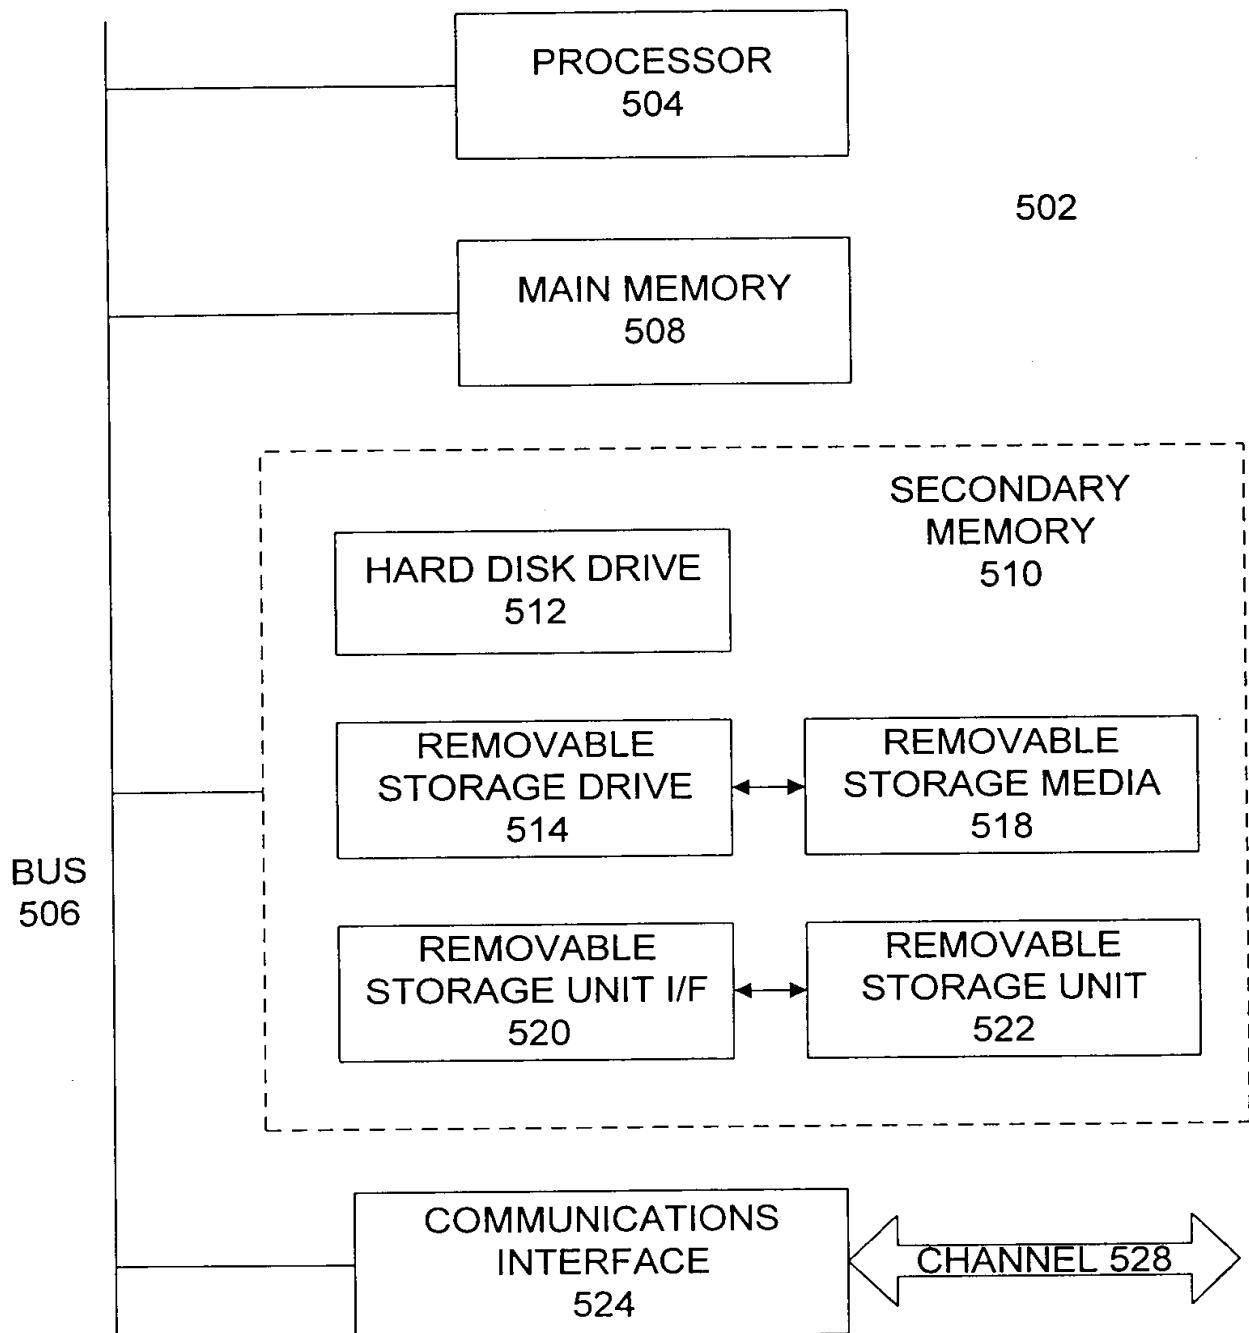 PROCESSOR
504
502
MAIN MEMORY
508
SECONDARY
MEMORY
510
HARD DISK DRIVE
512
REMOVABLE
STORAGE DRIVE
514
REMOVABLE
STORAGE MEDIA
518
BUS
506
REMOVABLE
STORAGE UNIT I/F
520
REMOVABLE
STORAGE UNIT
522
COMMUNICATIONS
INTERFACE
524
CHANNEL 528